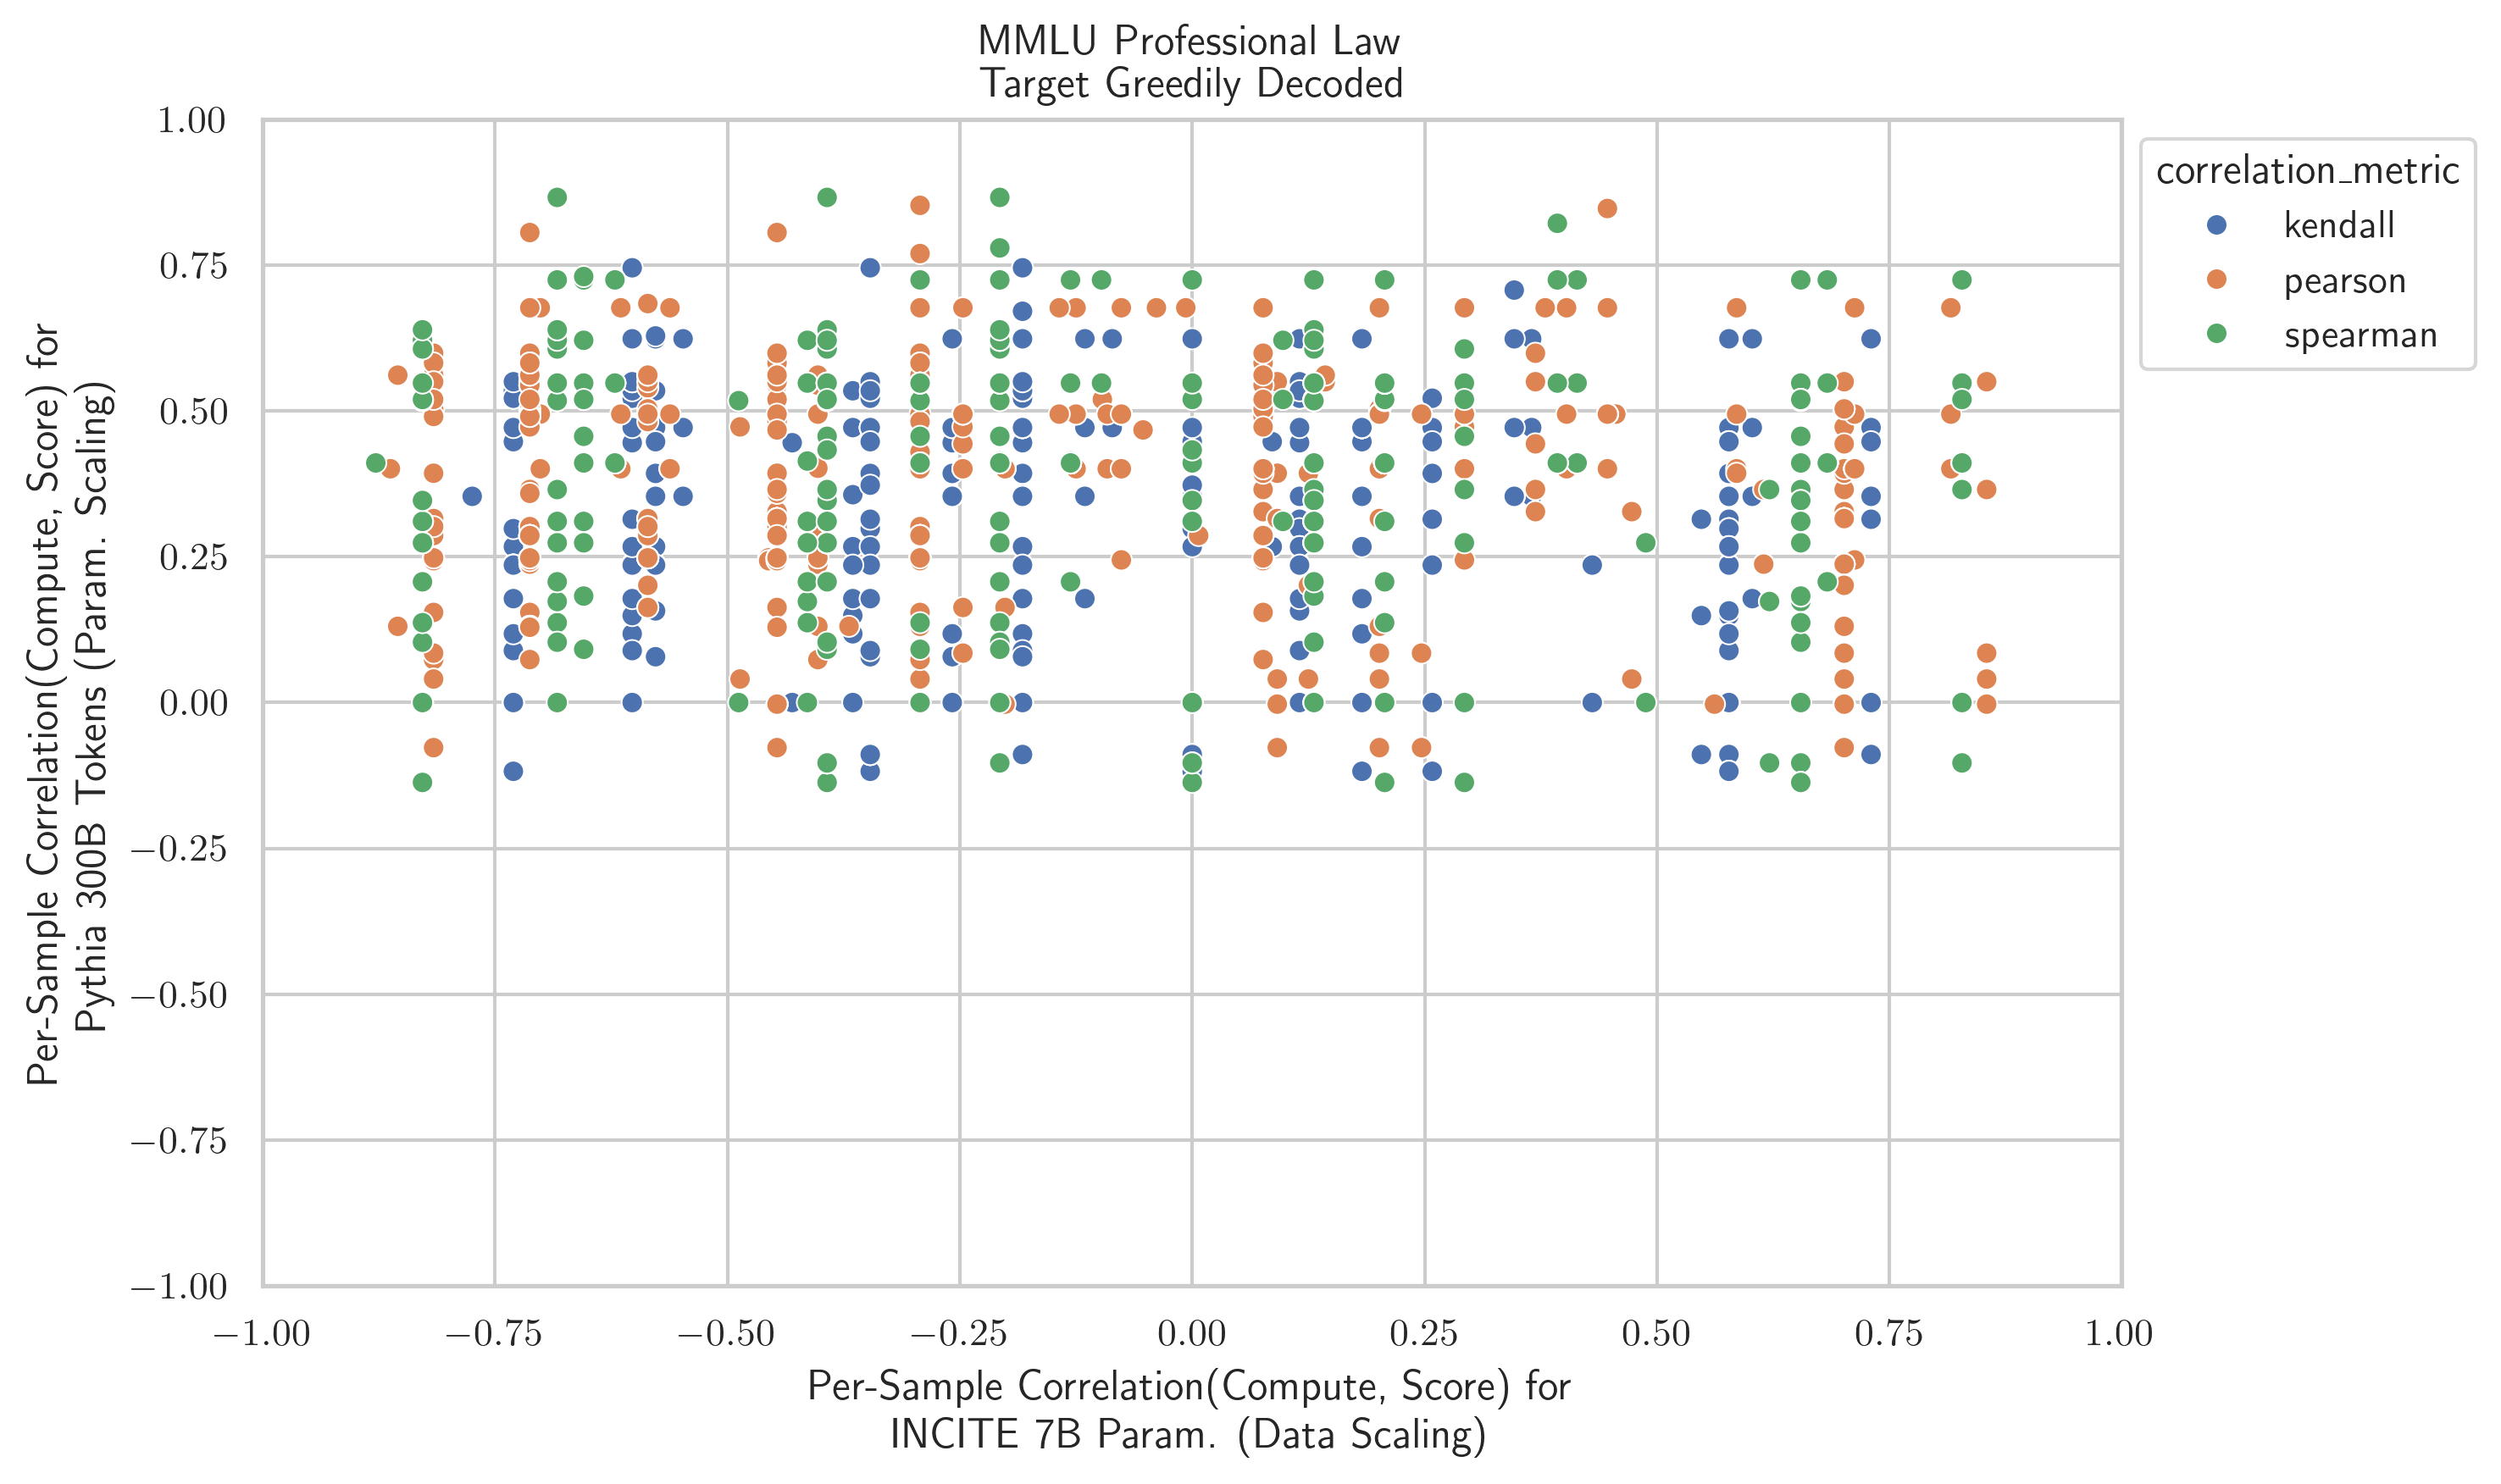 MMLU Professional Law
Target Greedily Decoded
Per-Sample Correlation(Compute, Score) for
Pythia 300B Tokens (Param. Scaling)
1.00
0.75
0.50
0.25
0.00
−0.25
−0.50
−0.75
−1.00
−1.00
−0.75
−0.50
−0.25
0.00
0.25
0.50
0.75
1.00
Per-Sample Correlation(Compute, Score) for
INCITE 7B Param. (Data Scaling)
correlation_metric
kendall
pearson
spearman